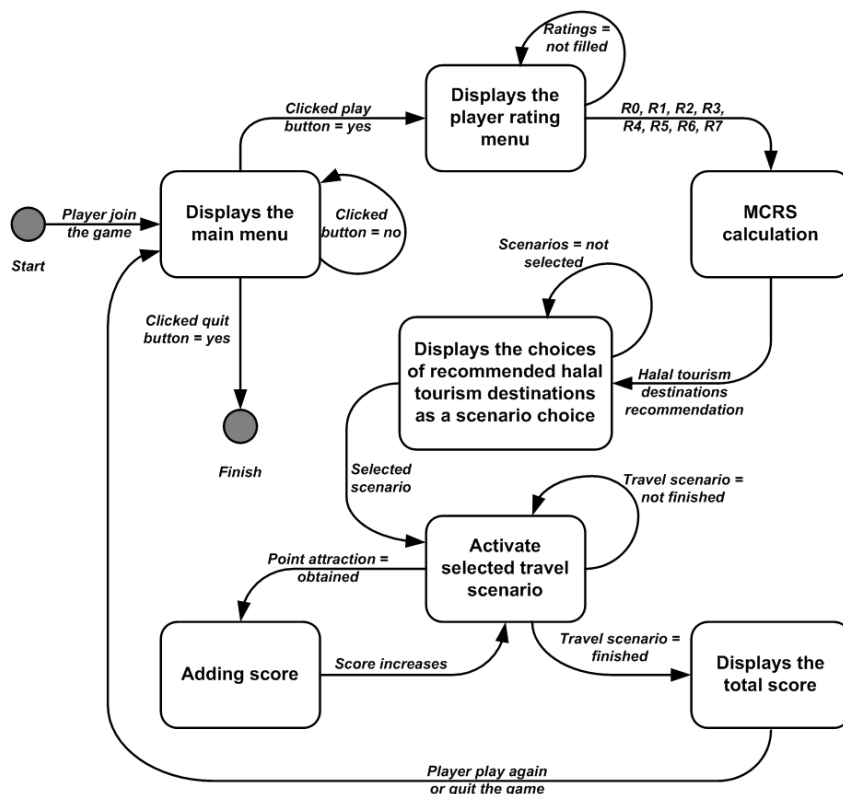 Ratings =
not filled
Displays the
player rating
menu
Clicked play
button = yes
R0, R1, R2, R3,
R4, R5, R6, R7
Player join
the game
Start
Displays the
main menu
Clicked
button = no
MCRS
calculation
Scenarios = not
selected
Clicked quit
button = yes
Displays the choices
of recommended halal
tourism destinations
as a scenario choice
Halal tourism
destinations
recommendation
Finish
Selected
scenario
Travel scenario =
not finished
Activate
selected travel
scenario
Point attraction =
obtained
Adding score
Score increases
Travel scenario =
finished
Displays the
total score
Player play again
or quit the game